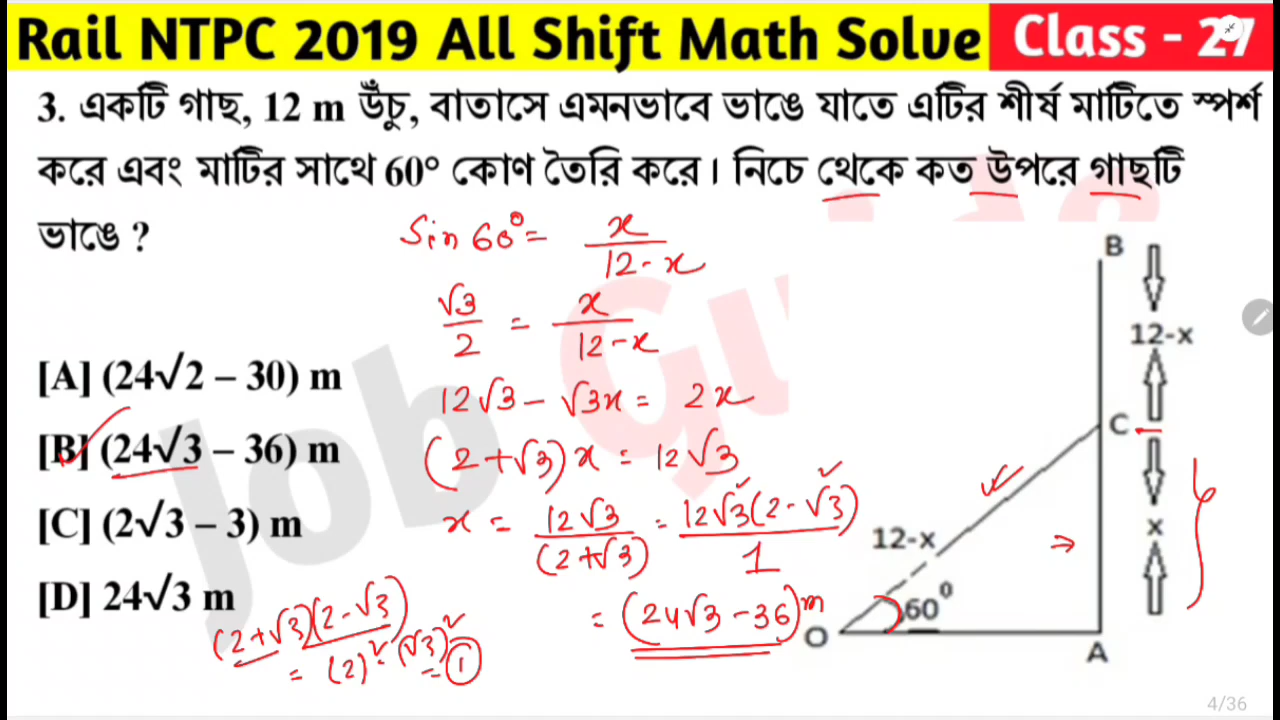 Rail NTPC 2019 All Shift Math Solve Class - 27
3. একটি গাছ, 12 m উঁচু, বাতাসে এমনভাবে ভাঙে যাতে এটির শীর্ষ মাটিতে স্পর্শ
করে এবং মাটির সাথে 60° কোণ তৈরি করে। নিচে থেকে কত উপরে গাছটি
ভাঙে ?
[A] (24√2 – 30) m
[B] (24√3 – 36) m
[C] (2√3 – 3) m
[D] 24√3 m
Sin 60° = x / (12 - x)
√3 / 2 = x / (12 - x)
12√3 - √3x = 2x
(2+√3)x = 12√3
x = 12√3 / (2+√3) = 12√3(2-√3) / 1
= (24√3 - 36) m
(2+√3)(2-√3)
= (2)² - (√3)² = 1
B
12-x
C
x
12-x
60°
O
A
Job Gu
4/36